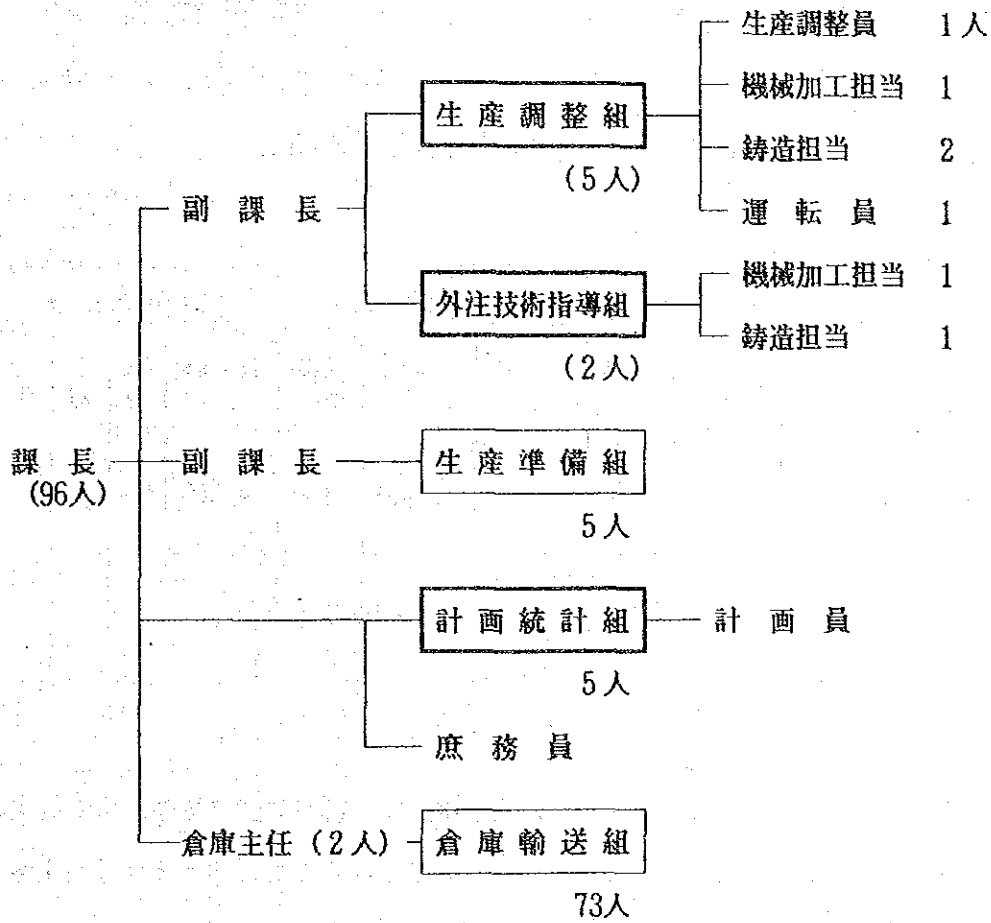 生産調整員 1人
機械加工担当 1
生産調整組
鋳造担当 2
(5人)
副課長
運転員 1
機械加工担当 1
外注技術指導組
鋳造担当 1
(2人)
課長
(96人)
副課長
生産準備組
5人
計画統計組
計画員
5人
庶務員
倉庫主任(2人)
倉庫輸送組
73人